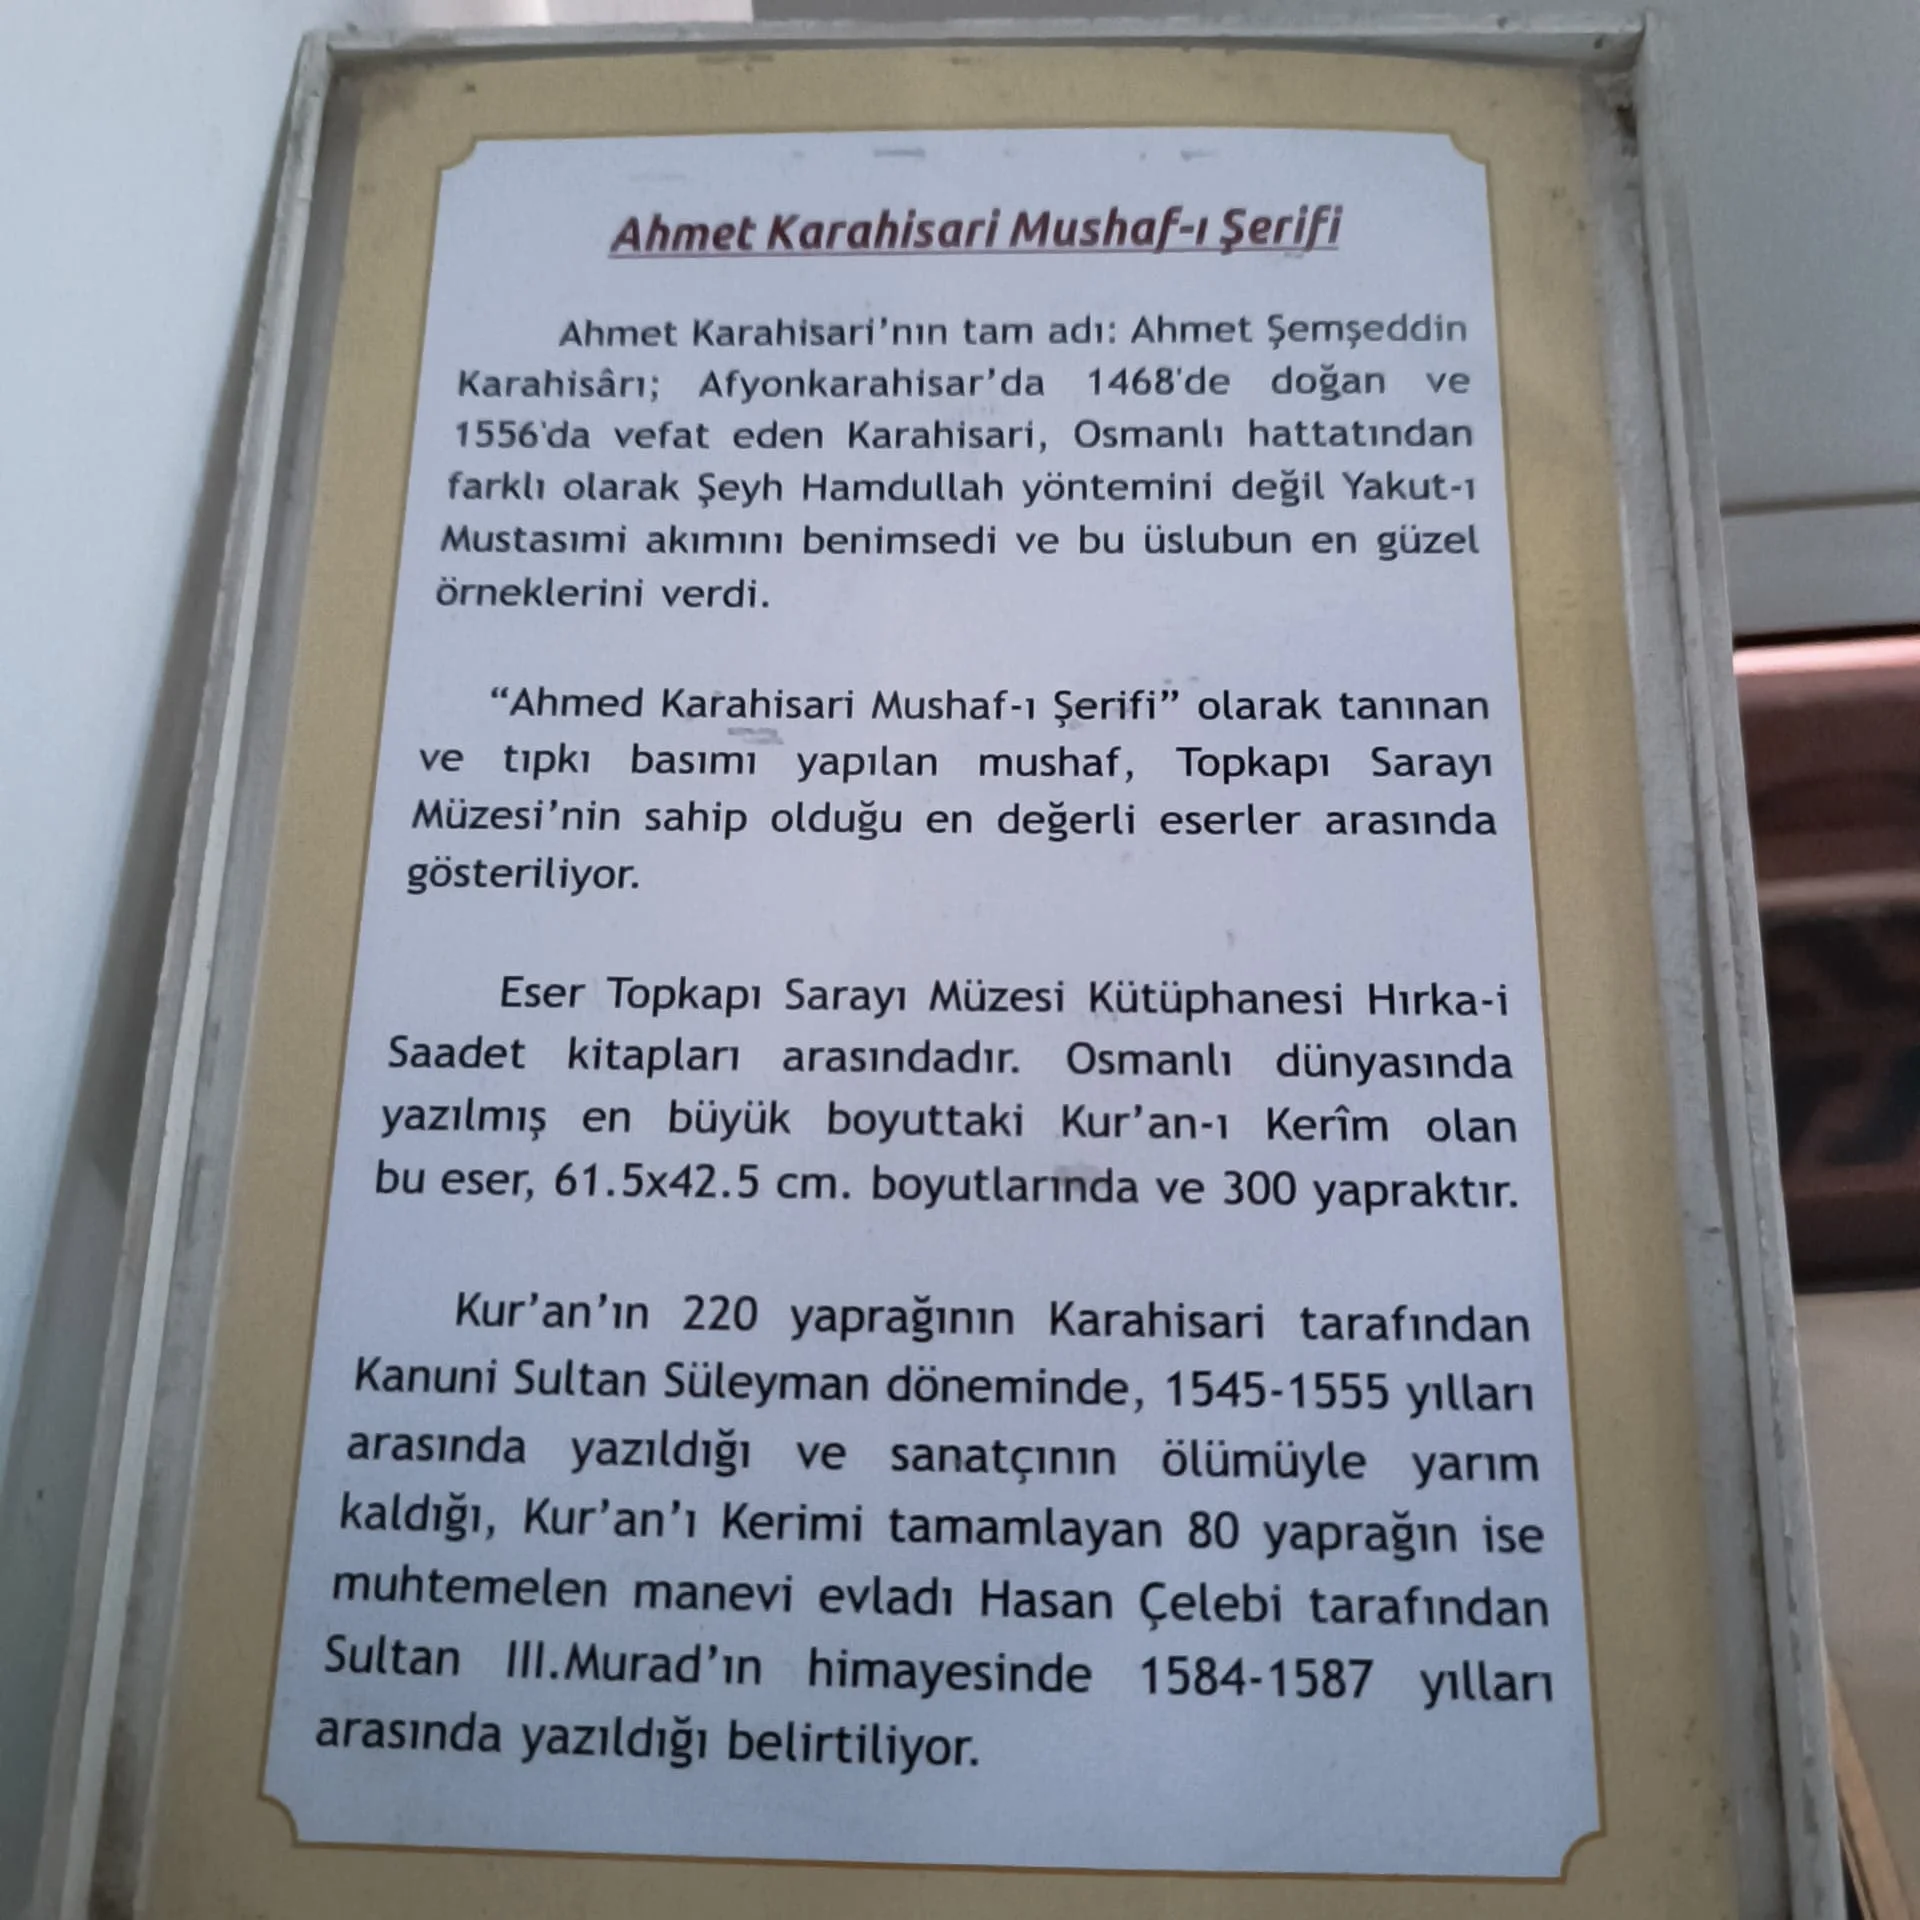 Ahmet Karahisari Mushaf-ı Şerifi
Ahmet Karahisari’nın tam adı: Ahmet Şemşeddin
Karahisârı; Afyonkarahisar’da 1468'de doğan ve
1556'da vefat eden Karahisari, Osmanlı hattatından
farklı olarak Şeyh Hamdullah yöntemini değil Yakut-ı
Mustasımi akımını benimsedi ve bu üslubun en güzel
örneklerini verdi.
“Ahmed Karahisari Mushaf-ı Şerifi” olarak tanınan
ve tıpkı basımı yapılan mushaf, Topkapı Sarayı
Müzesi’nin sahip olduğu en değerli eserler arasında
gösteriliyor.
Eser Topkapı Sarayı Müzesi Kütüphanesi Hırka-i
Saadet kitapları arasındadır. Osmanlı dünyasında
yazılmış en büyük boyuttaki Kur’an-ı Kerîm olan
bu eser, 61.5x42.5 cm. boyutlarında ve 300 yapraktır.
Kur’an’ın 220 yaprağının Karahisari tarafından
Kanuni Sultan Süleyman döneminde, 1545-1555 yılları
arasında yazıldığı ve sanatçının ölümüyle yarım
kaldığı, Kur’an’ı Kerimi tamamlayan 80 yaprağın ise
muhtemelen manevi evladı Hasan Çelebi tarafından
Sultan III.Murad’ın himayesinde 1584-1587 yılları
arasında yazıldığı belirtiliyor.